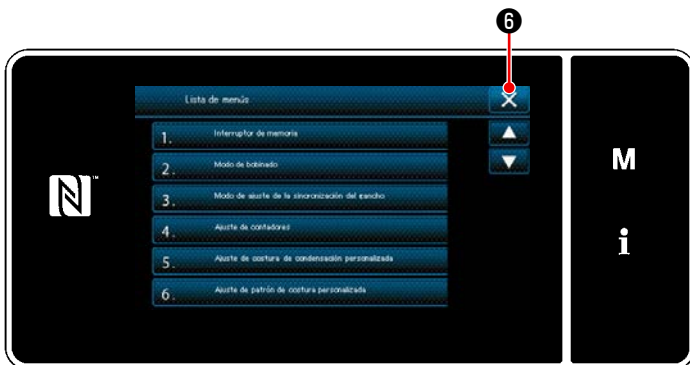 ❻
Lista de menús
1. Interruptor de memoria
2. Modo de bobinado
3. Modo de ajuste de la sincronización del gancho
4. Ajuste de contadores
5. Ajuste de costura de condensación personalizada
6. Ajuste de patrón de costura personalizada
M
i